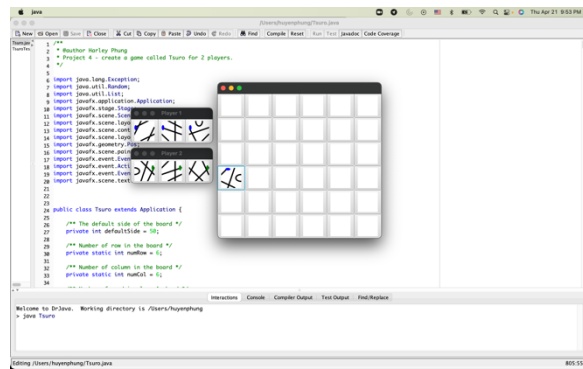 java
Thu Apr 21 9:53 PM
/Users/huyenphung/Tsuro.java
New Open Save Close Cut Copy Paste Undo Redo Find Compile Reset Run Test Javadoc Code Coverage
1 /**
2 * @author Harley Phung
3 * Project 4 - create a game called Tsuro for 2 players.
4 */
5
6 import java.lang.Exception;
7 import java.util.Random;
8 import java.util.List;
9 import javafx.application.Application;
10 import javafx.stage.Stag
11 import javafx.scene.Scen
12 import javafx.scene.layo
13 import javafx.scene.cont
14 import javafx.scene.layo
15 import javafx.geometry.Pos;
16 import javafx.scene.pain
17 import javafx.event.Even
18 import javafx.event.Acti
19 import javafx.event.Even
20 import javafx.scene.text
21
22
23
24 public class Tsuro extends Application {
25
26 /** The default side of the board */
27 private int defaultSide = 50;
28
29 /** Number of row in the board */
30 private static int numRow = 6;
31
32 /** Number of column in the board */
33 private static int numCol = 6;
34
Player 1
Player 2
Interactions Console Compiler Output Test Output Find/Replace
Welcome to DrJava. Working directory is /Users/huyenphung
> java Tsuro
Editing /Users/huyenphung/Tsuro.java
805:55